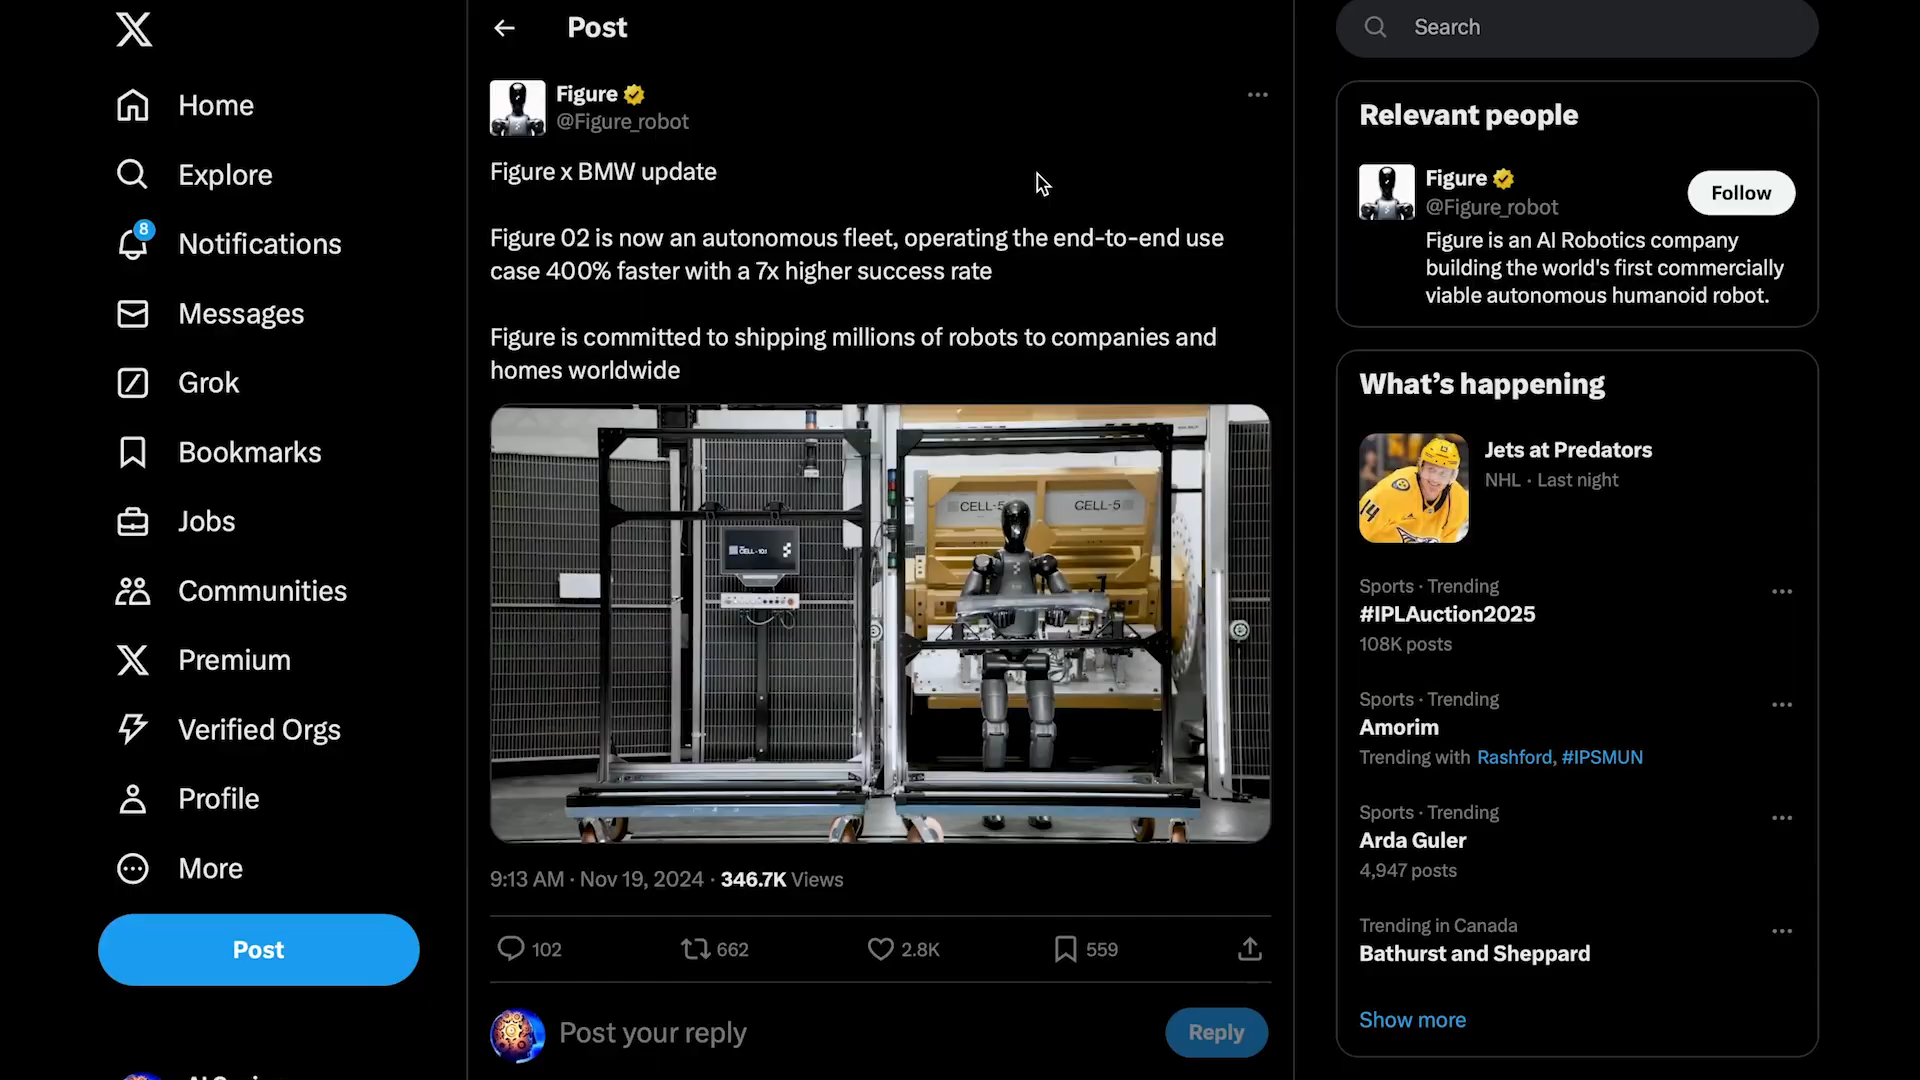 Home
Explore
8
Notifications
Messages
Grok
Bookmarks
Jobs
Communities
Premium
Verified Orgs
Profile
More
Post
Post
Figure
@Figure_robot
Figure x BMW update
Figure 02 is now an autonomous fleet, operating the end-to-end use
case 400% faster with a 7x higher success rate
Figure is committed to shipping millions of robots to companies and
homes worldwide
CELL-5
CELL-5
CELL-101
9:13 AM · Nov 19, 2024 · 346.7K Views
102
662
2.8K
559
Post your reply
Reply
Search
Relevant people
Figure
@Figure_robot
Follow
Figure is an AI Robotics company
building the world's first commercially
viable autonomous humanoid robot.
What’s happening
14
Jets at Predators
NHL · Last night
Sports · Trending
#IPLAuction2025
108K posts
Sports · Trending
Amorim
Trending with Rashford, #IPSMUN
Sports · Trending
Arda Guler
4,947 posts
Trending in Canada
Bathurst and Sheppard
Show more